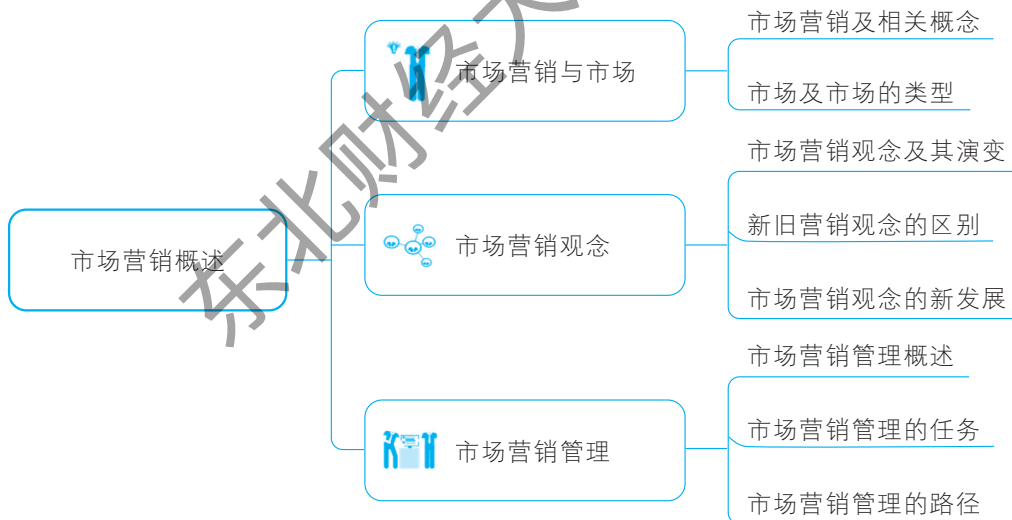 市场营销及相关概念
市场营销与市场
市场及市场的类型
市场营销观念及其演变
市场营销概述
市场营销观念
新旧营销观念的区别
市场营销观念的新发展
市场营销管理概述
市场营销管理
市场营销管理的任务
市场营销管理的路径
东北财经大